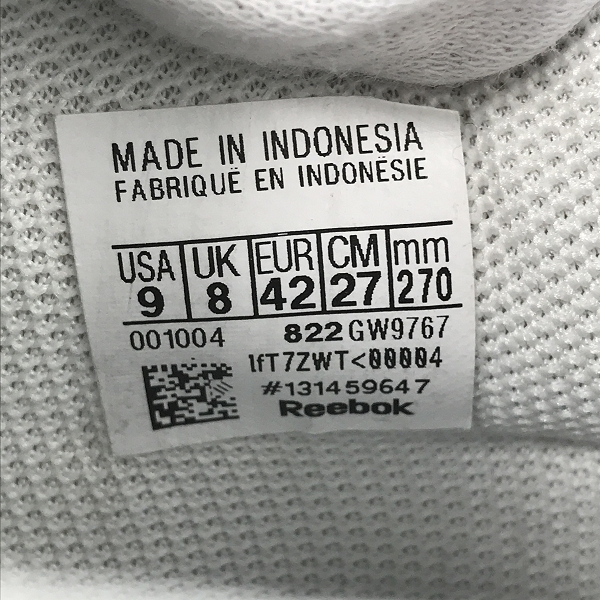 MADE IN INDONESIA
FABRIQUÉ EN INDONÉSIE
USA UK EUR CM mm
9 8 42 27 270
001004 822 GW9767
lfT7ZWT<00004
#131459647
Reebok